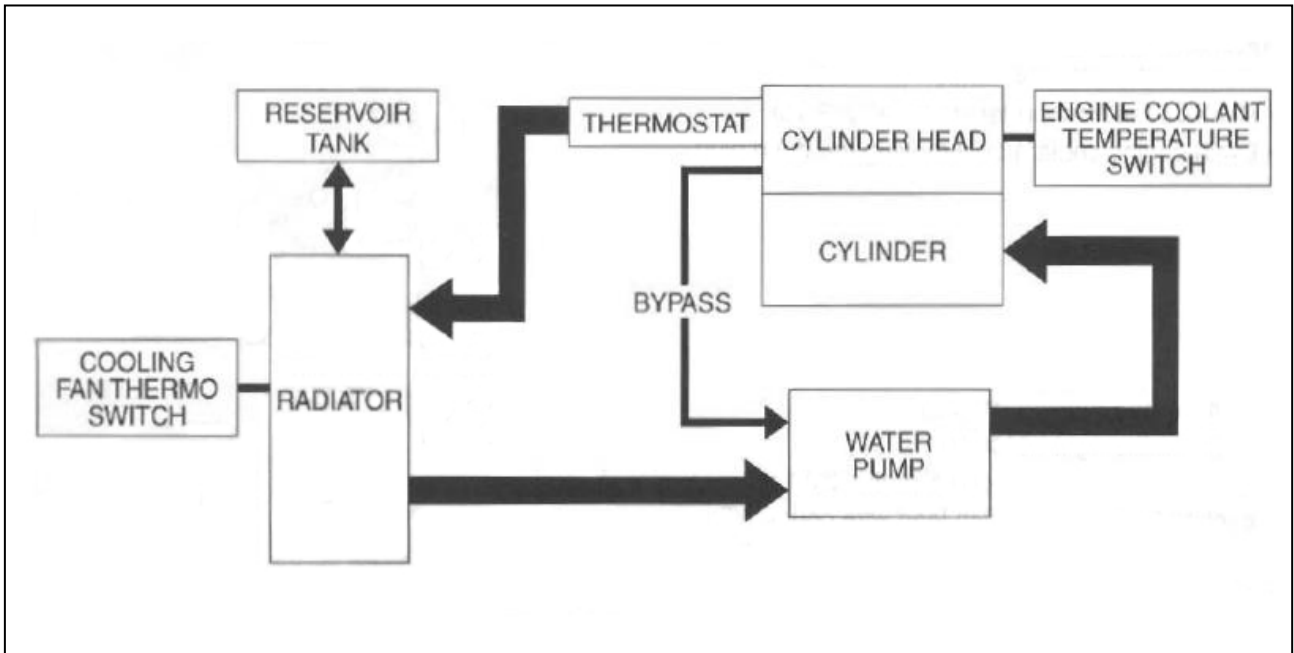 RESERVOIR
TANK
THERMOSTAT
CYLINDER HEAD
ENGINE COOLANT
TEMPERATURE
SWITCH
CYLINDER
BYPASS
COOLING
FAN THERMO
SWITCH
RADIATOR
WATER
PUMP